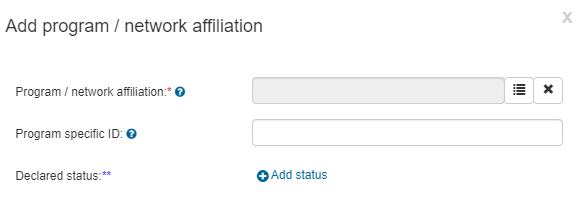 Add program / network affiliation
x
Program / network affiliation:*
Program specific ID:
Declared status:** Add status